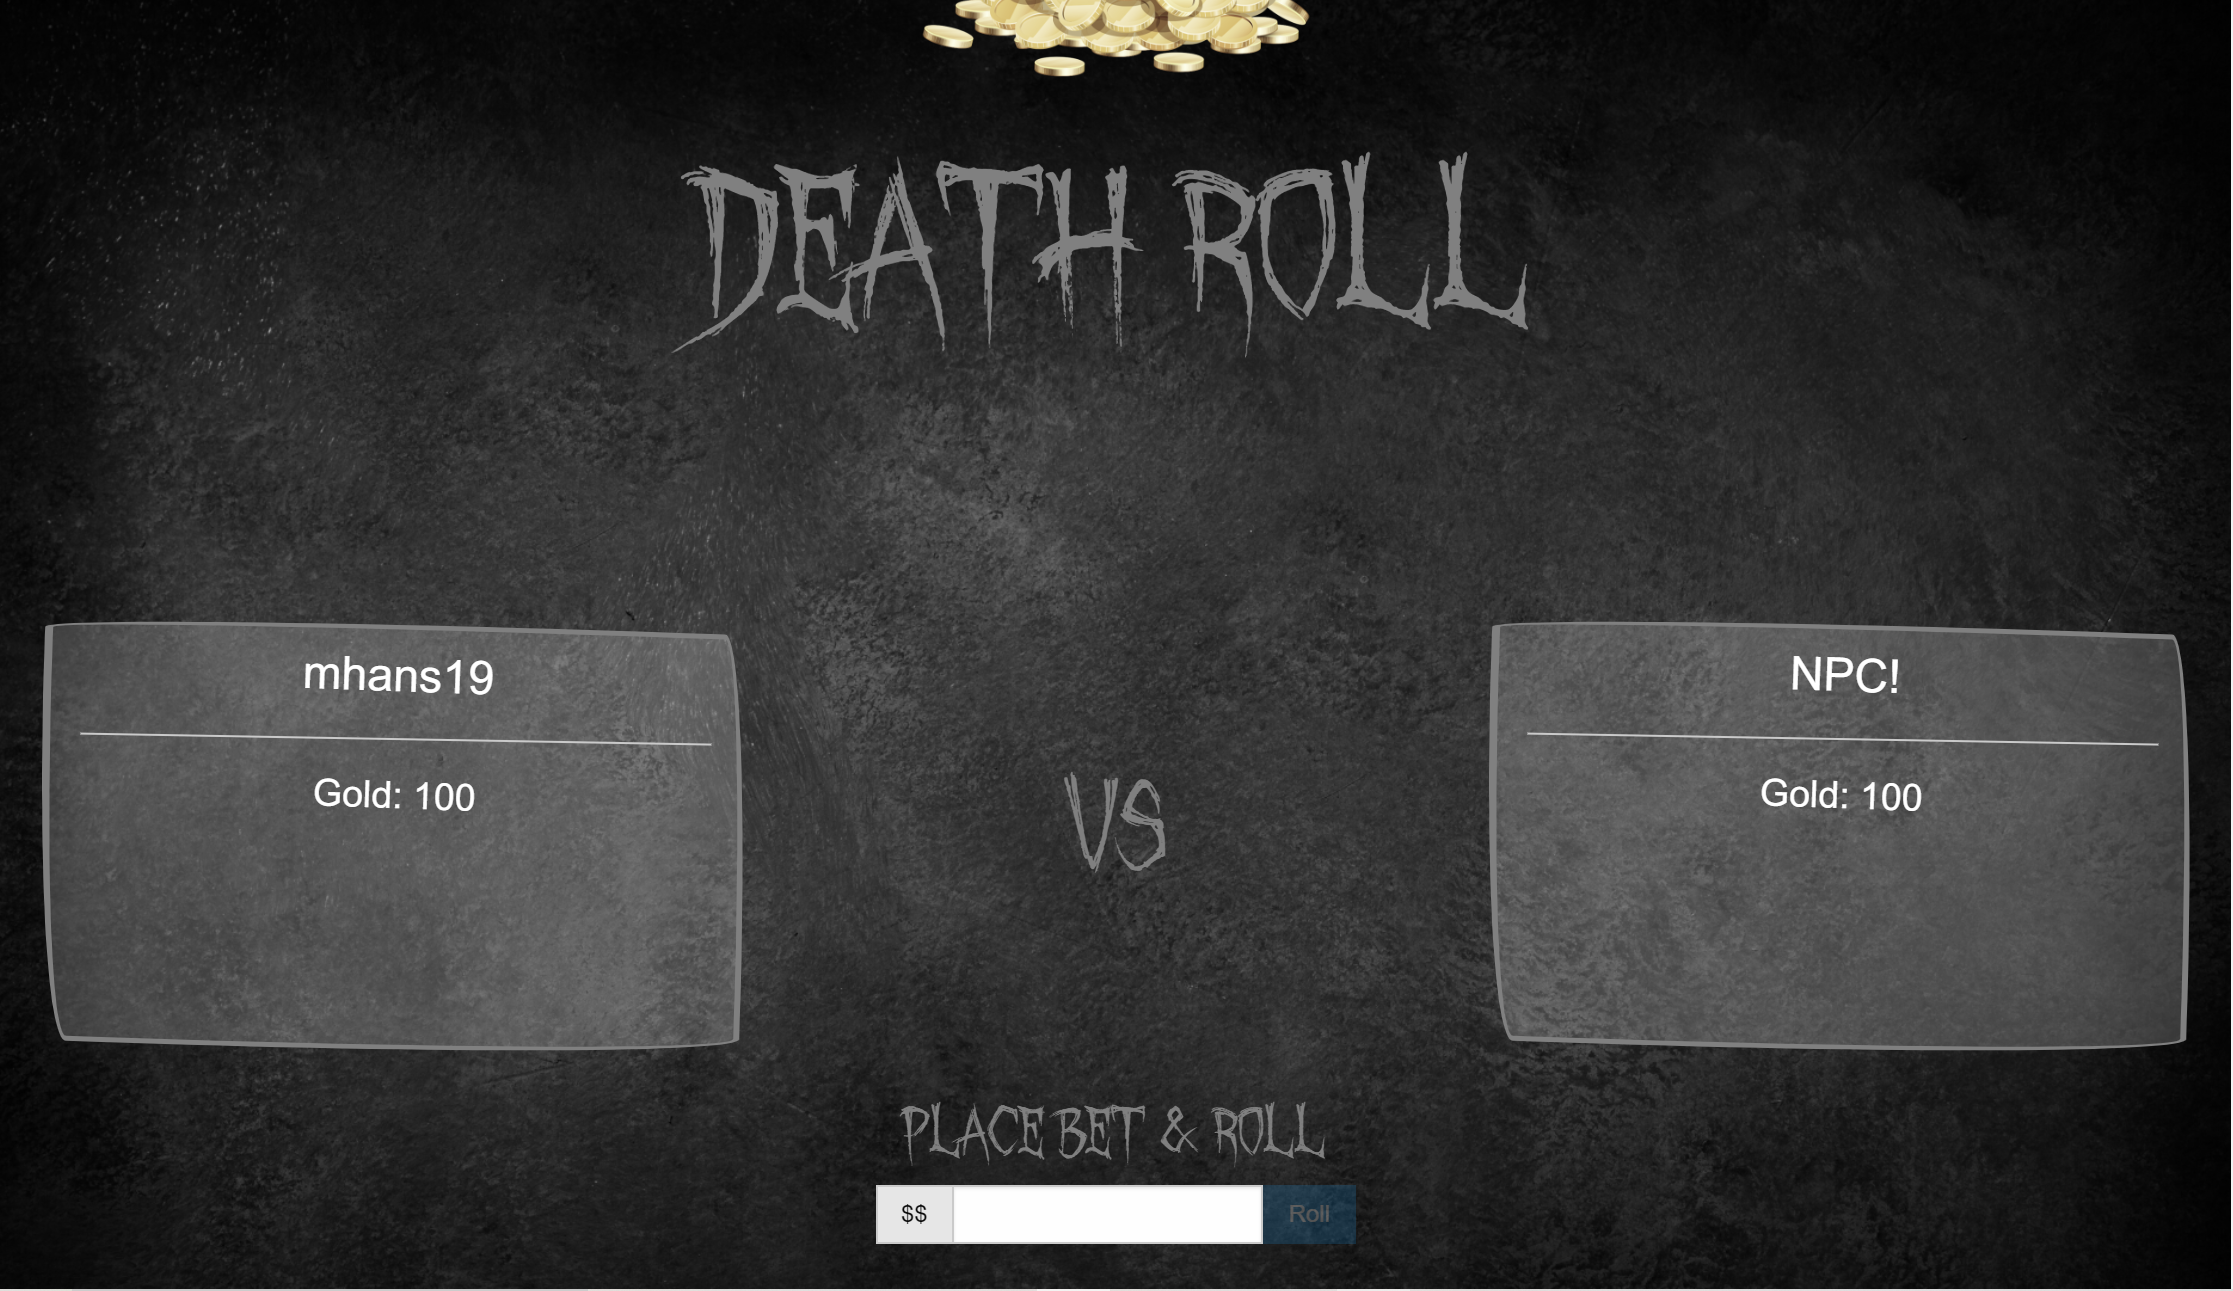 DEATH ROLL
mhans19
Gold: 100
VS
NPC!
Gold: 100
PLACE BET & ROLL
$$
Roll